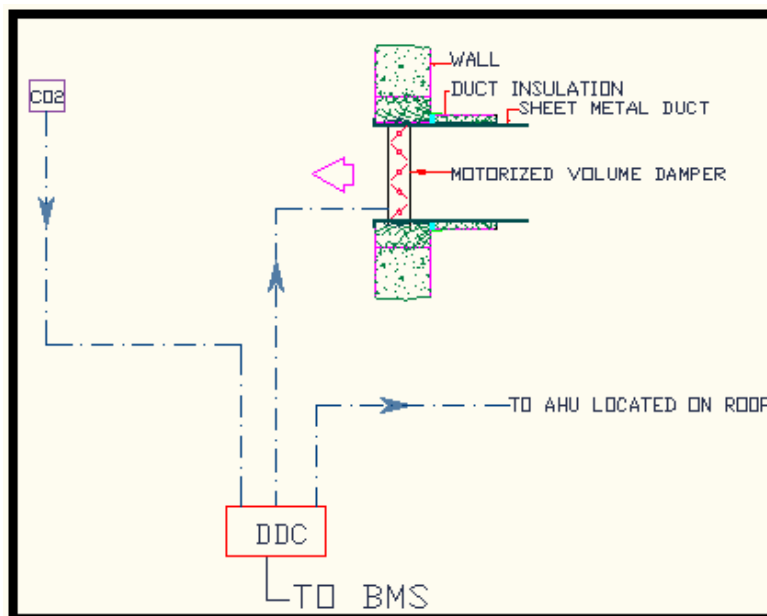 WALL
DUCT INSULATION
CO2
SHEET METAL DUCT
MOTORIZED VOLUME DAMPER
TO AHU LOCATED ON ROOF
DDC
TO BMS